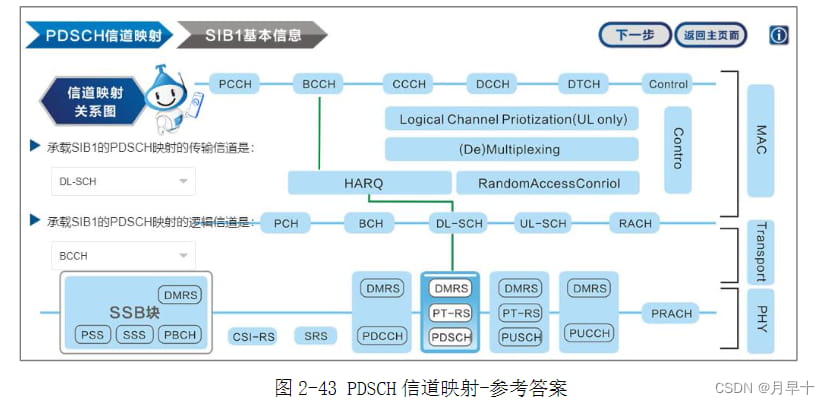 PDSCH信道映射
SIB1基本信息
下一步
返回主页面
信道映射
关系图
PCCH
BCCH
CCCH
DCCH
DTCH
Control
Logical Channel Priotization(UL only)
(De)Multiplexing
Contro
MAC
承载SIB1的PDSCH映射的传输信道是:
DL-SCH
HARQ
RandomAccessConriol
承载SIB1的PDSCH映射的逻辑信道是:
BCCH
PCH
BCH
DL-SCH
UL-SCH
RACH
Transport
SSB块
DMRS
PSS
SSS
PBCH
CSI-RS
SRS
DMRS
PDCCH
DMRS
PT-RS
PDSCH
DMRS
PT-RS
PUSCH
DMRS
PUCCH
PRACH
PHY
图 2-43 PDSCH 信道映射-参考答案
CSDN @月早十